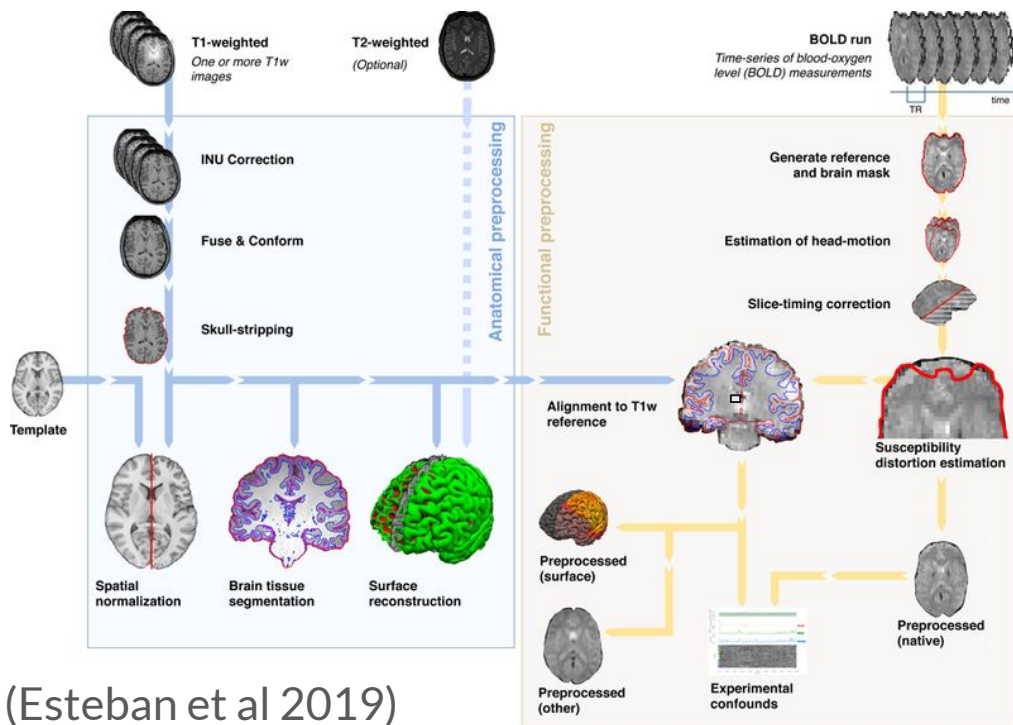 T1-weighted
One or more T1w
images
T2-weighted
(Optional)
BOLD run
Time-series of blood-oxygen
level (BOLD) measurements
TR
time
Anatomical preprocessing
INU Correction
Fuse & Conform
Skull-stripping
Template
Spatial
normalization
Brain tissue
segmentation
Surface
reconstruction
Functional preprocessing
Generate reference
and brain mask
Estimation of head-motion
Slice-timing correction
Alignment to T1w
reference
Susceptibility
distortion estimation
Preprocessed
(surface)
Preprocessed
(other)
Experimental
confounds
Preprocessed
(native)
(Esteban et al 2019)